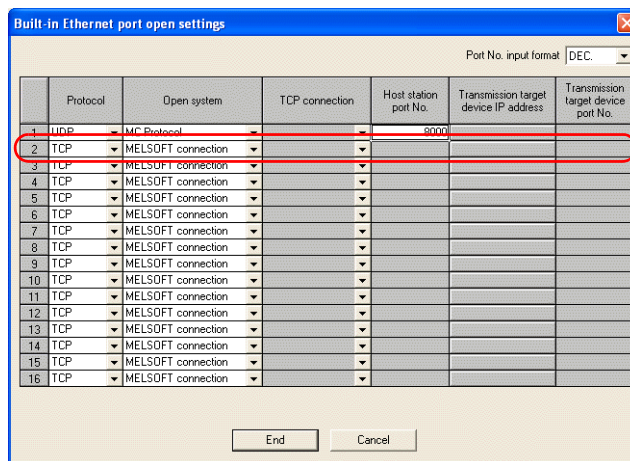 Built-in Ethernet port open settings
Port No. input format DEC.
Protocol Open system TCP connection Host station port No. Transmission target device IP address Transmission target device port No.
1 UDP MC Protocol 8000
2 TCP MELSOFT connection
3 TCP MELSOFT connection
4 TCP MELSOFT connection
5 TCP MELSOFT connection
6 TCP MELSOFT connection
7 TCP MELSOFT connection
8 TCP MELSOFT connection
9 TCP MELSOFT connection
10 TCP MELSOFT connection
11 TCP MELSOFT connection
12 TCP MELSOFT connection
13 TCP MELSOFT connection
14 TCP MELSOFT connection
15 TCP MELSOFT connection
16 TCP MELSOFT connection
End Cancel